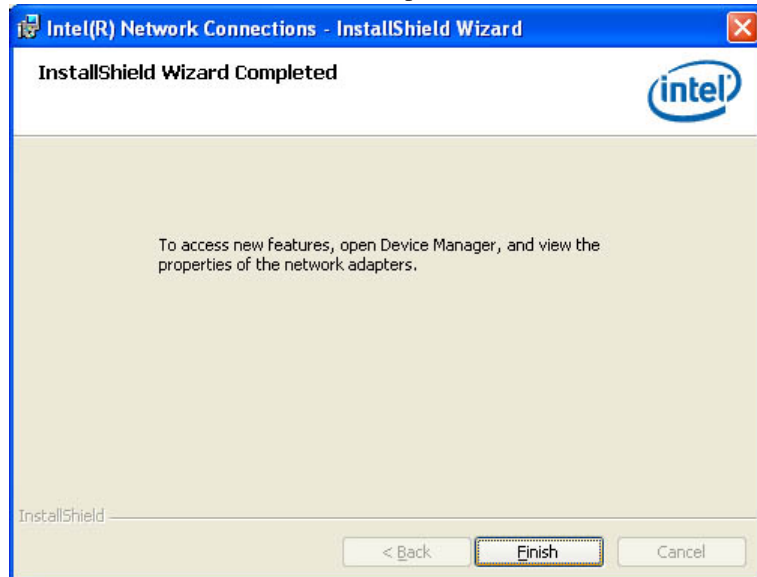 Intel(R) Network Connections - InstallShield Wizard
InstallShield Wizard Completed
intel
To access new features, open Device Manager, and view the
properties of the network adapters.
InstallShield
< Back
Finish
Cancel